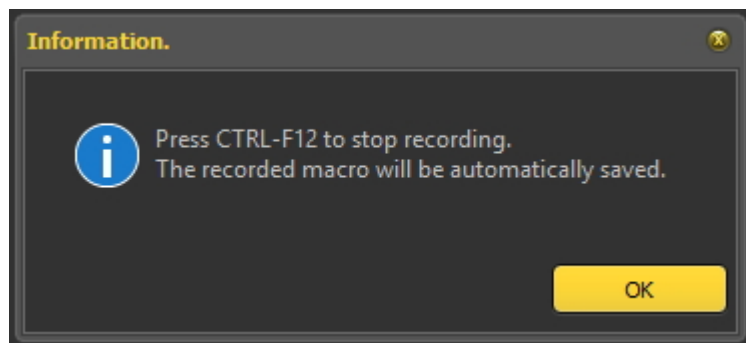 Information.
Press CTRL-F12 to stop recording.
The recorded macro will be automatically saved.
OK